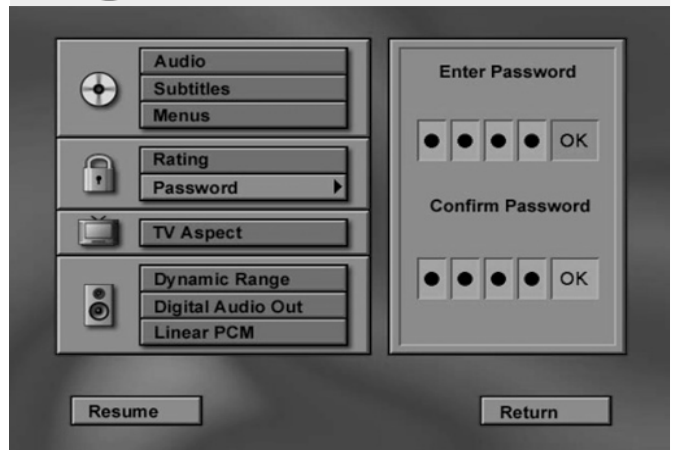 Audio
Subtitles
Menus
Rating
Password
TV Aspect
Dynamic Range
Digital Audio Out
Linear PCM
Enter Password
OK
Confirm Password
OK
Resume
Return